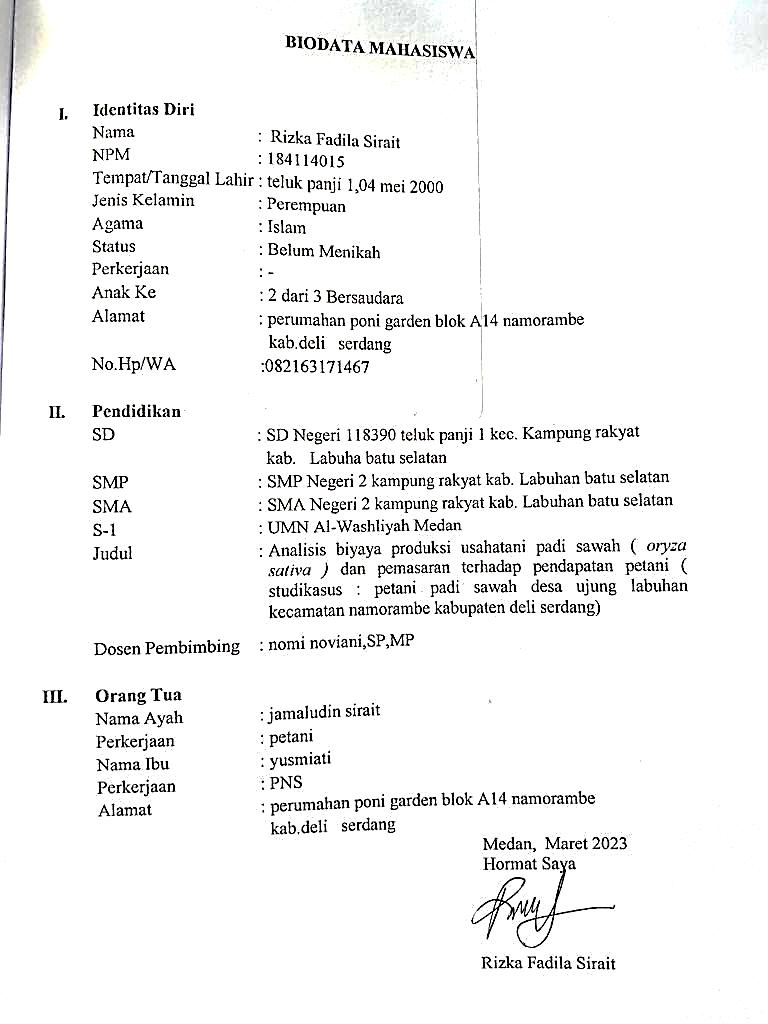 BIODATA MAHASISWA
I. Identitas Diri
Nama : Rizka Fadila Sirait
NPM : 184114015
Tempat/Tanggal Lahir : teluk panji 1,04 mei 2000
Jenis Kelamin : Perempuan
Agama : Islam
Status : Belum Menikah
Perkerjaan : -
Anak Ke : 2 dari 3 Bersaudara
Alamat : perumahan poni garden blok A14 namorambe
kab.deli serdang
No.Hp/WA :082163171467
II. Pendidikan
SD : SD Negeri 118390 teluk panji 1 kec. Kampung rakyat
kab. Labuha batu selatan
SMP : SMP Negeri 2 kampung rakyat kab. Labuhan batu selatan
SMA : SMA Negeri 2 kampung rakyat kab. Labuhan batu selatan
S-1 : UMN Al-Washliyah Medan
Judul : Analisis biyaya produksi usahatani padi sawah ( oryza
sativa ) dan pemasaran terhadap pendapatan petani (
studikasus : petani padi sawah desa ujung labuhan
kecamatan namorambe kabupaten deli serdang)
Dosen Pembimbing : nomi noviani,SP,MP
III. Orang Tua
Nama Ayah : jamaludin sirait
Perkerjaan : petani
Nama Ibu : yusmiati
Perkerjaan : PNS
Alamat : perumahan poni garden blok A14 namorambe
kab.deli serdang
Medan, Maret 2023
Hormat Saya
Rizka Fadila Sirait